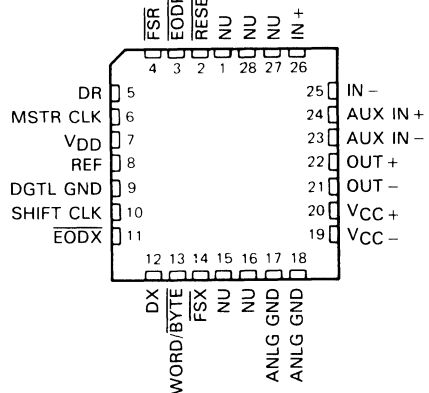 FSR
EODR
RESE
NU
NU
NU
IN +
4 3 2 1 28 27 26
DR 5
MSTR CLK 6
VDD 7
REF 8
DGTL GND 9
SHIFT CLK 10
EODX 11
25 IN −
24 AUX IN +
23 AUX IN −
22 OUT +
21 OUT −
20 VCC +
19 VCC −
12 13 14 15 16 17 18
DX
WORD/BYTE
FSX
NU
NU
ANLG GND
ANLG GND